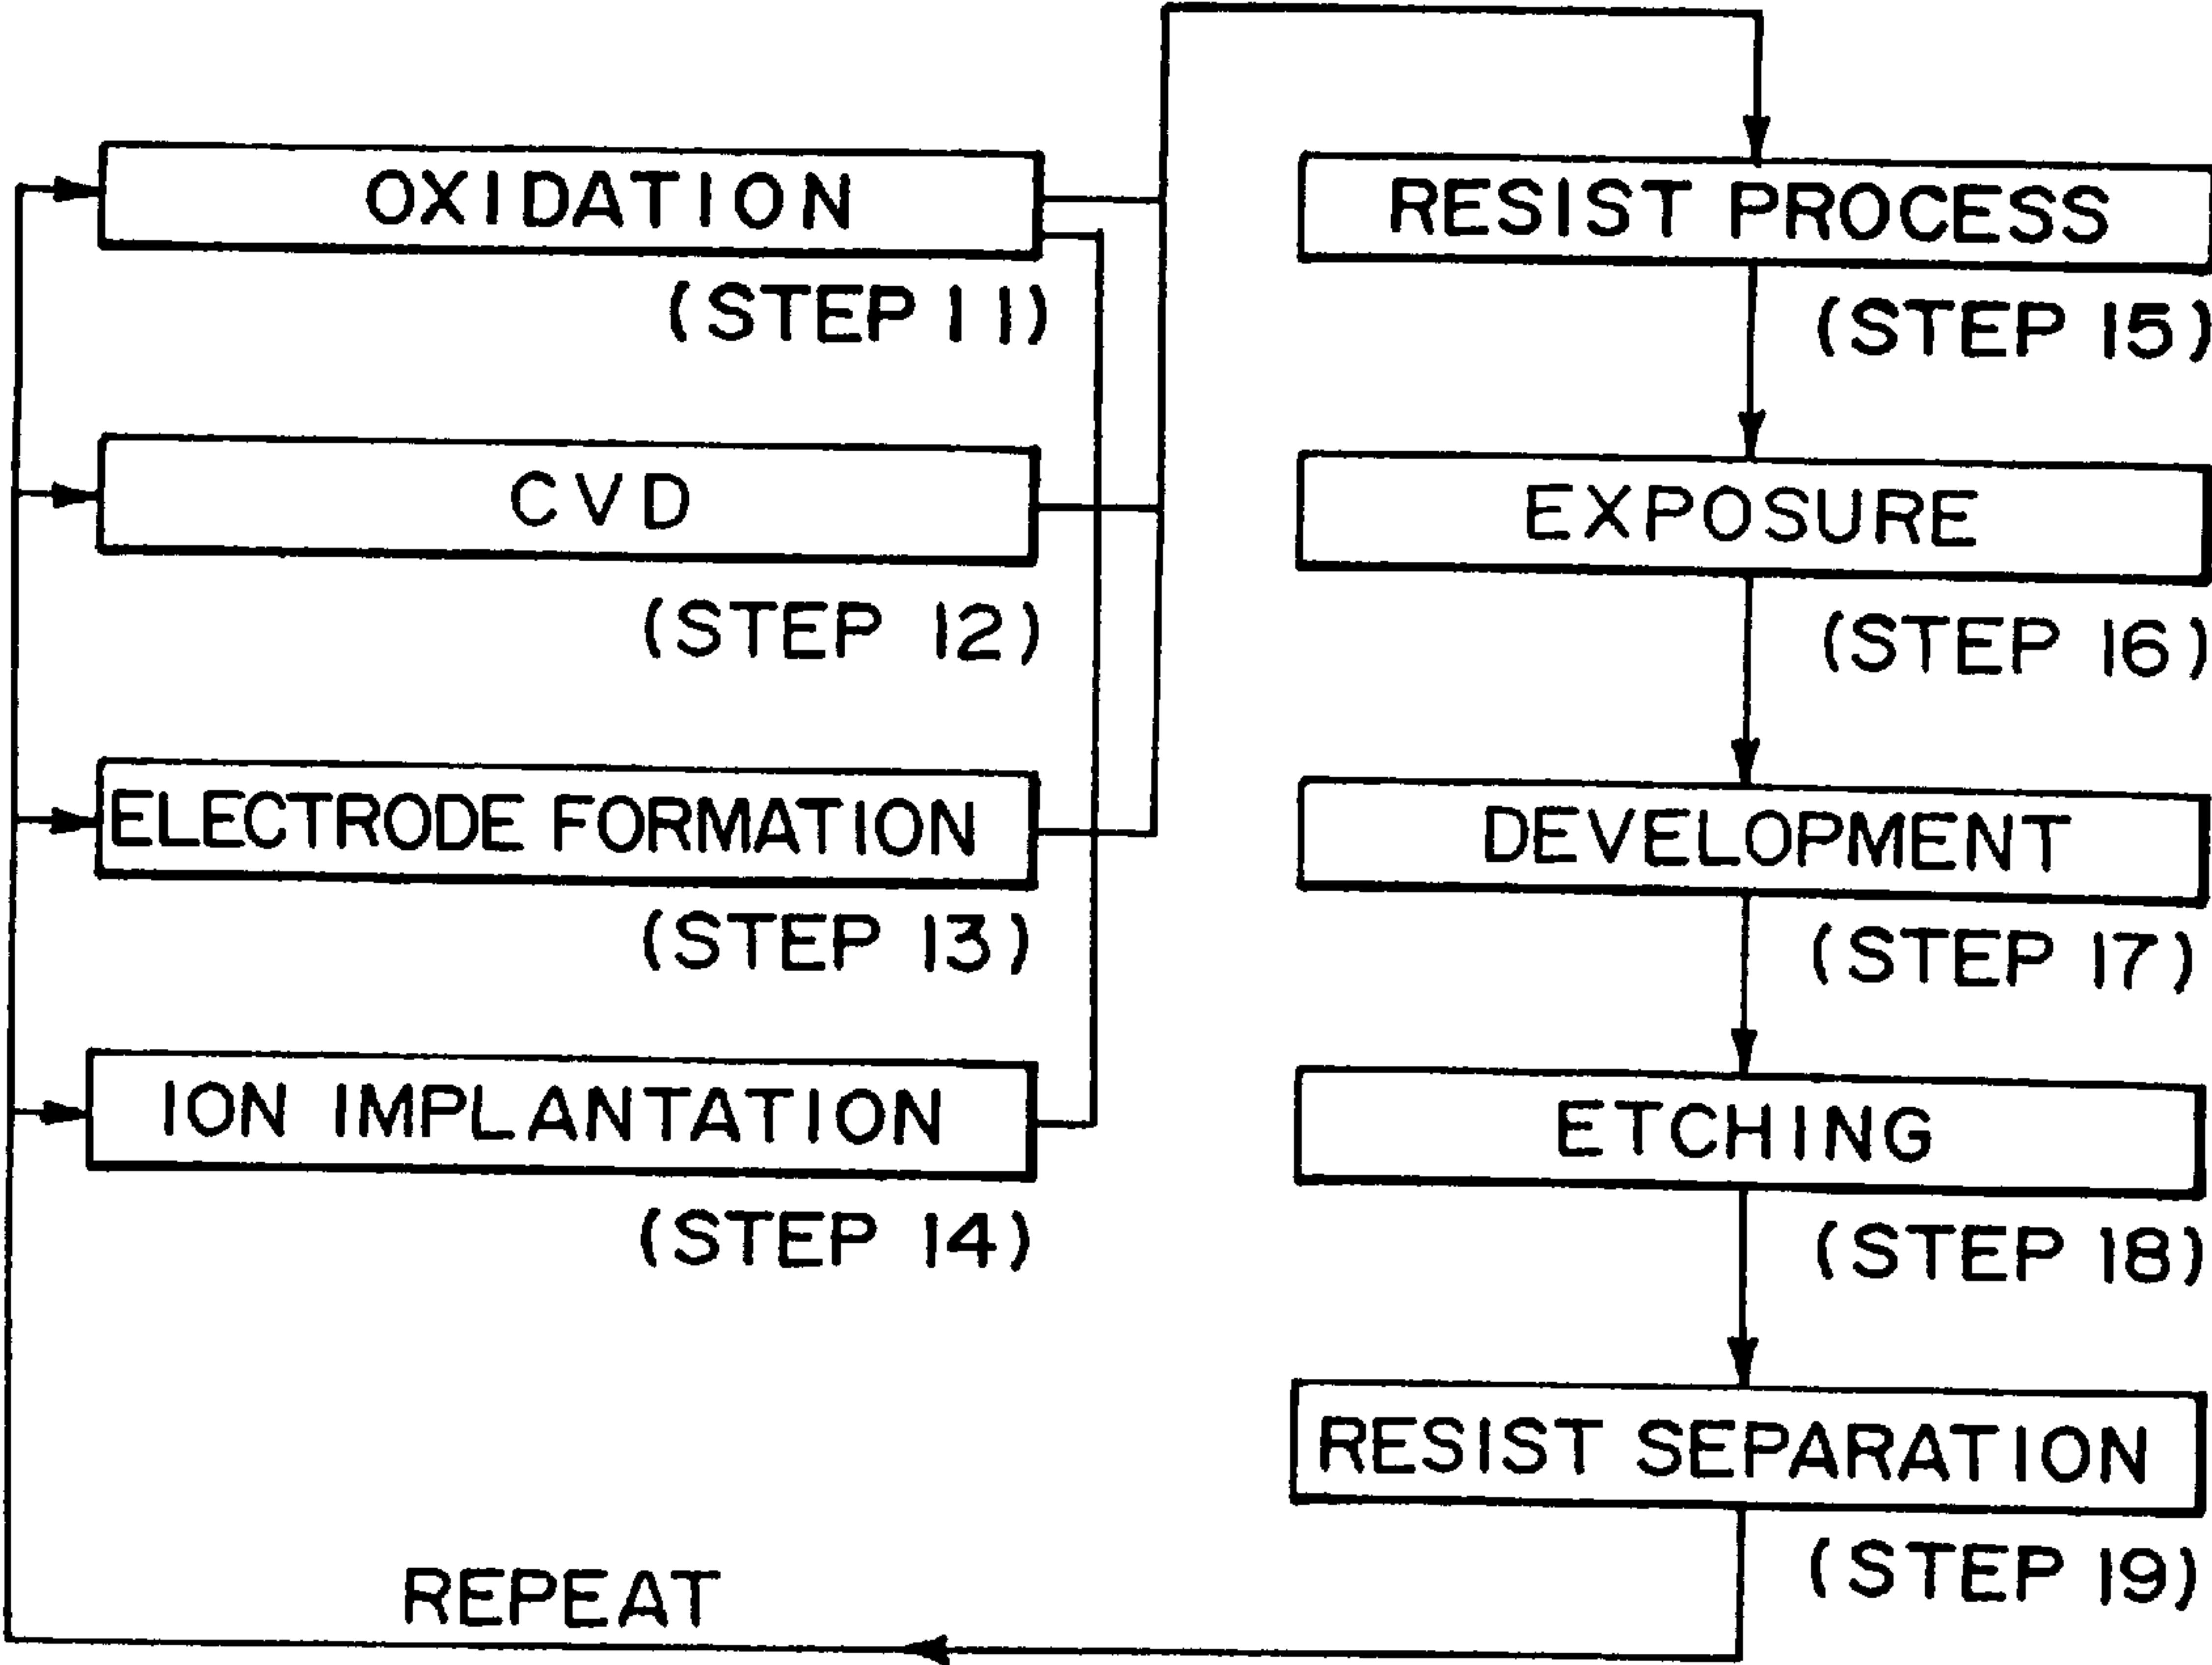 OXIDATION
(STEP 11)
CVD
(STEP 12)
ELECTRODE FORMATION
(STEP 13)
ION IMPLANTATION
(STEP 14)
RESIST PROCESS
(STEP 15)
EXPOSURE
(STEP 16)
DEVELOPMENT
(STEP 17)
ETCHING
(STEP 18)
RESIST SEPARATION
(STEP 19)
REPEAT